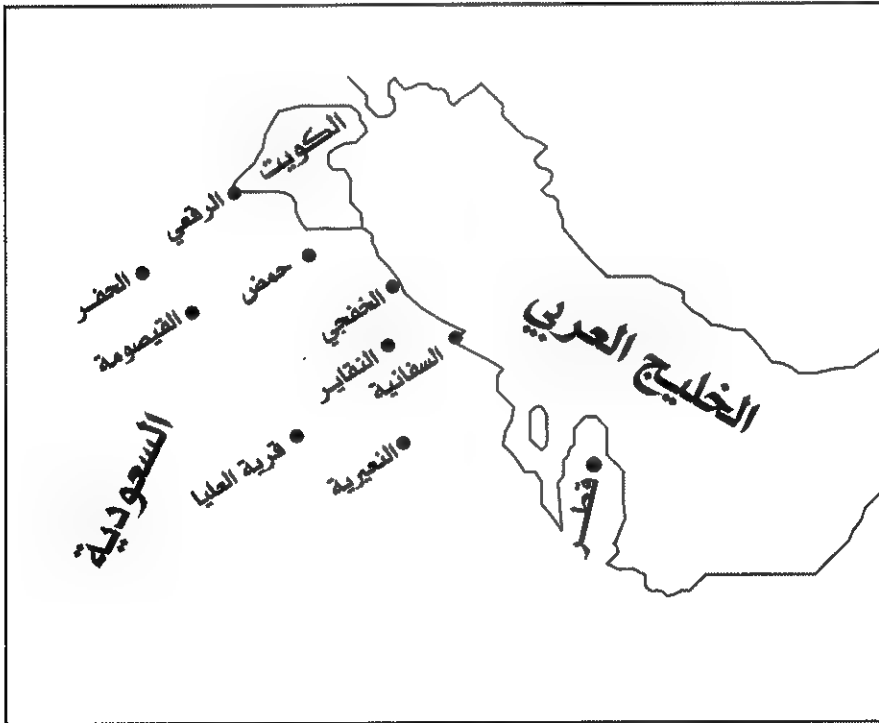 الكويت
الرقعي
الحفر
حمض
القيصومة
الخفجي
النقاير
السفانية
الخليج العربي
قرية العليا
النعيرية
السعودية
قطر